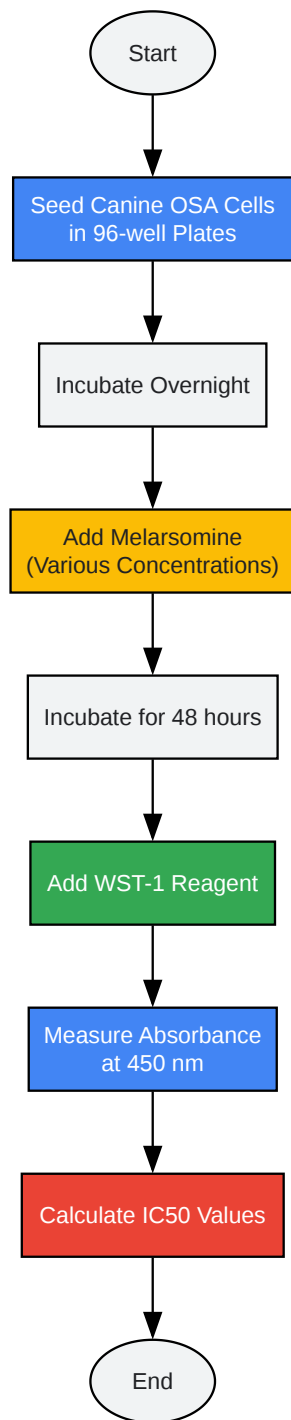 Start
Seed Canine OSA Cells
in 96-well Plates
Incubate Overnight
Add Melarsomine
(Various Concentrations)
Incubate for 48 hours
Add WST-1 Reagent
Measure Absorbance
at 450 nm
Calculate IC50 Values
End